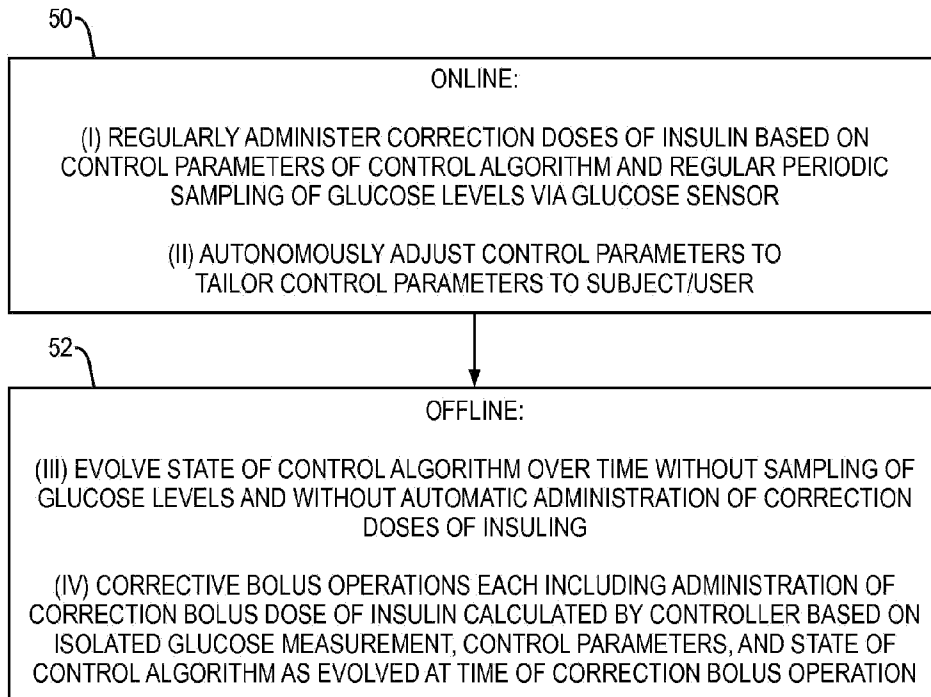 50
ONLINE:
(I) REGULARLY ADMINISTER CORRECTION DOSES OF INSULIN BASED ON
CONTROL PARAMETERS OF CONTROL ALGORITHM AND REGULAR PERIODIC
SAMPLING OF GLUCOSE LEVELS VIA GLUCOSE SENSOR
(II) AUTONOMOUSLY ADJUST CONTROL PARAMETERS TO
TAILOR CONTROL PARAMETERS TO SUBJECT/USER
52
OFFLINE:
(III) EVOLVE STATE OF CONTROL ALGORITHM OVER TIME WITHOUT SAMPLING OF
GLUCOSE LEVELS AND WITHOUT AUTOMATIC ADMINISTRATION OF CORRECTION
DOSES OF INSULING
(IV) CORRECTIVE BOLUS OPERATIONS EACH INCLUDING ADMINISTRATION OF
CORRECTION BOLUS DOSE OF INSULIN CALCULATED BY CONTROLLER BASED ON
ISOLATED GLUCOSE MEASUREMENT, CONTROL PARAMETERS, AND STATE OF
CONTROL ALGORITHM AS EVOLVED AT TIME OF CORRECTION BOLUS OPERATION